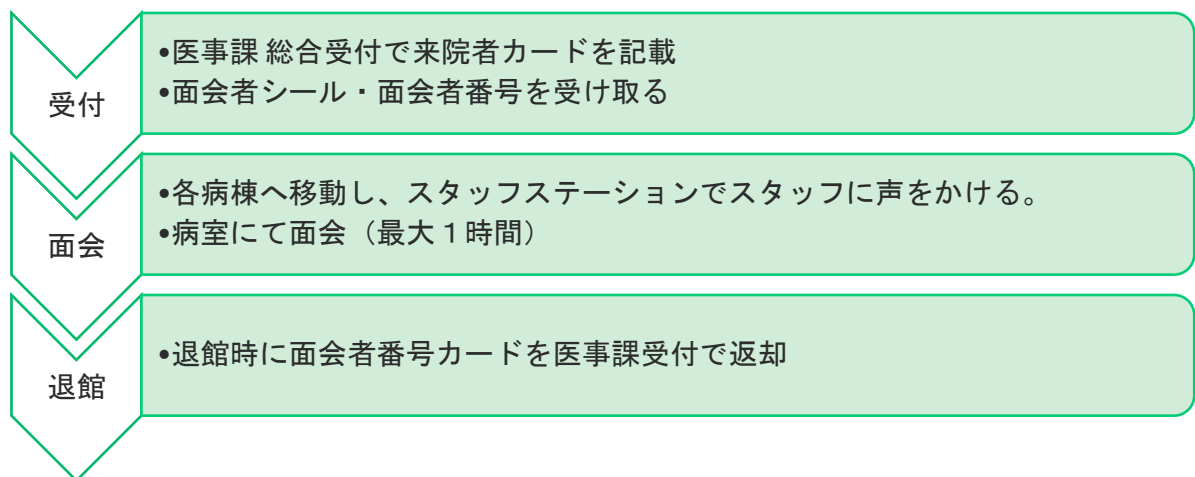 受付
•医事課 総合受付で来院者カードを記載
•面会者シール・面会者番号を受け取る
面会
•各病棟へ移動し、スタッフステーションでスタッフに声をかける。
•病室にて面会（最大１時間）
退館
•退館時に面会者番号カードを医事課受付で返却